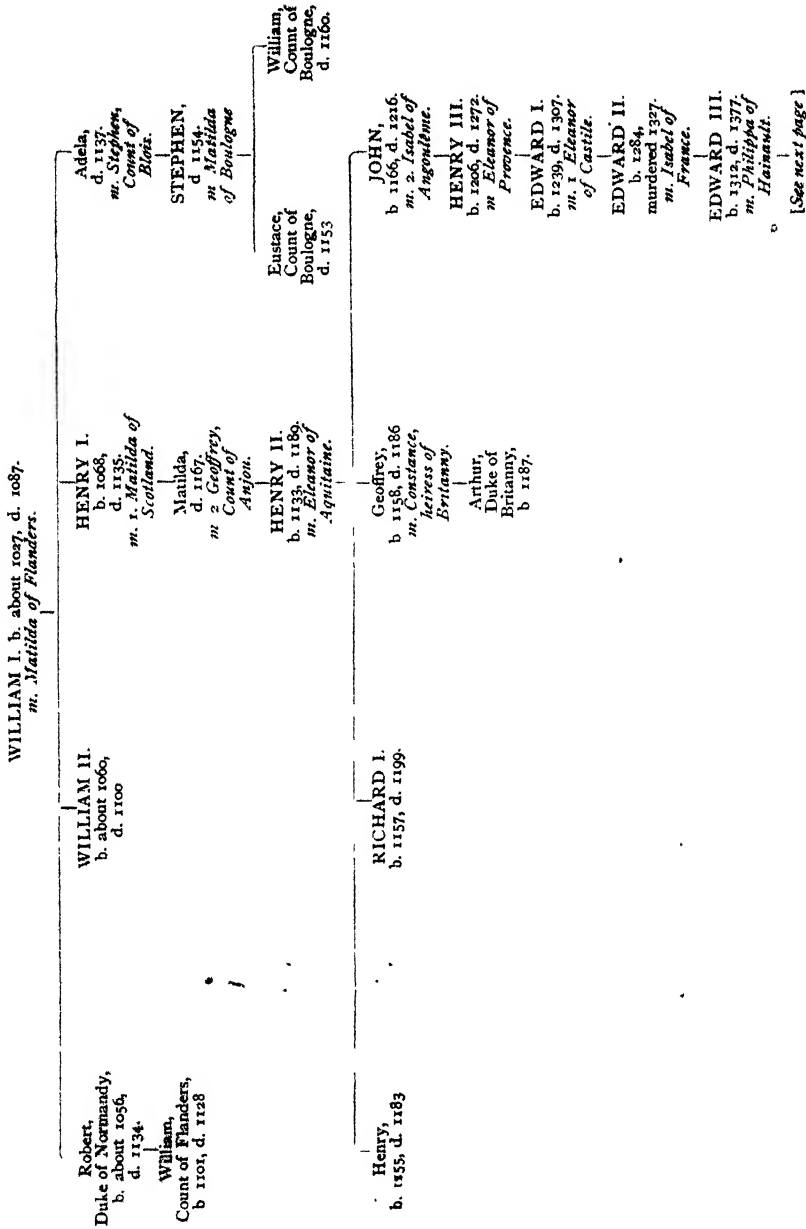 WILLIAM I. b. about 1027, d. 1087.
m. Matilda of Flanders.
Robert,
Duke of Normandy,
b. about 1056,
d. 1134.
William,
Count of Flanders,
b 1101, d. 1128
WILLIAM II.
b. about 1060,
d. 1100
HENRY I.
b. 1068,
d. 1135.
m. 1. Matilda of
Scotland.
Matilda,
d. 1167.
m 2 Geoffrey,
Count of
Anjou.
HENRY II.
b. 1133, d. 1189.
m. Eleanor of
Aquitaine.
Adela,
d. 1137.
m. Stephen,
Count of
Blois.
STEPHEN,
d 1154.
m Matilda
of Boulogne
Eustace,
Count of
Boulogne,
d. 1153
William,
Count of
Boulogne,
d. 1160.
Henry,
b. 1155, d. 1183
RICHARD I.
b. 1157, d. 1199.
Geoffrey,
b 1158, d. 1186
m. Constance,
heiress of
Britanny.
Arthur,
Duke of
Britanny,
b 1187.
JOHN,
b 1166, d. 1216.
m. 2. Isabel of
Angoulême.
HENRY III.
b. 1206, d. 1272.
m Eleanor of
Provence.
EDWARD I.
b. 1239, d. 1307.
m. 1 Eleanor
of Castile.
EDWARD II.
b. 1284,
murdered 1327.
m. Isabel of
France.
EDWARD III.
b. 1312, d. 1377.
m. Philippa of
Hainault.
[See next page]